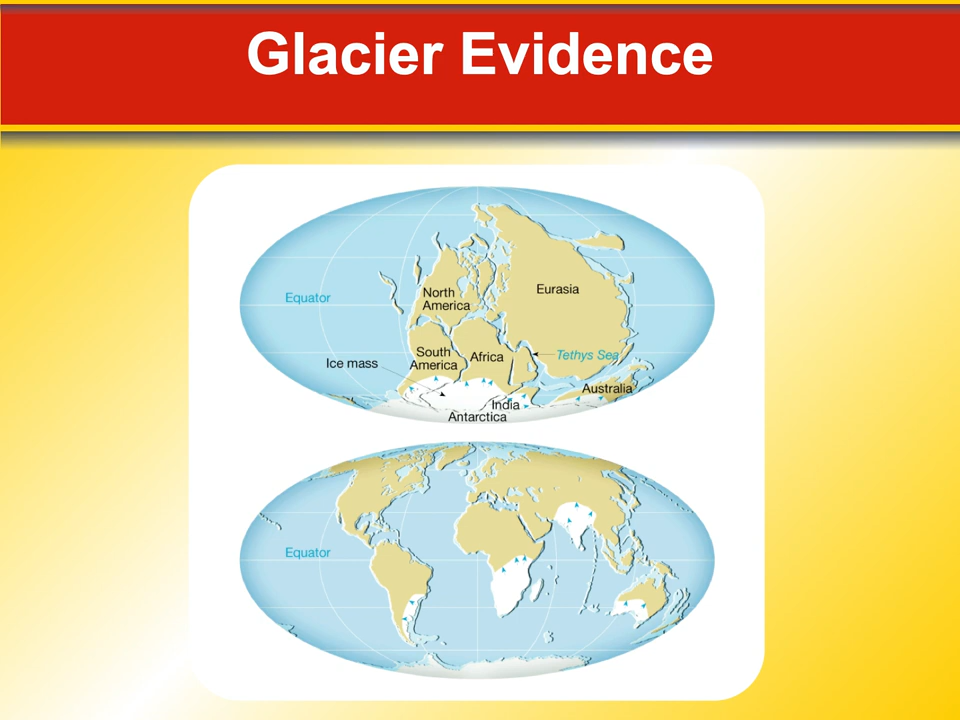 Glacier Evidence
Equator
North
America
Eurasia
South
America
Africa
Tethys Sea
Ice mass
Australia
India
Antarctica
Equator